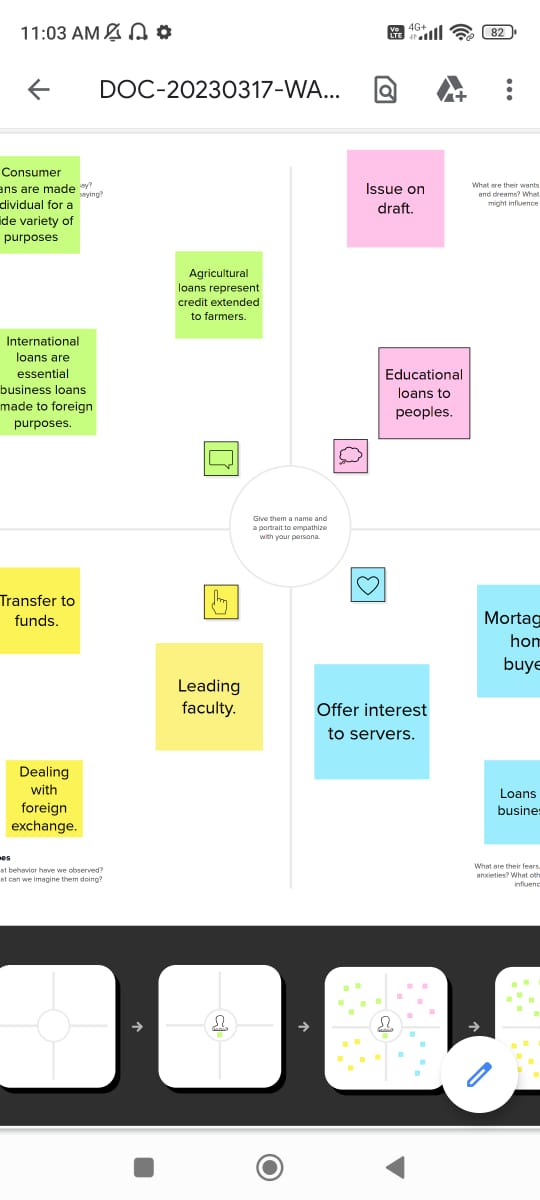 11:03 AM
Vo
LTE
4G+
82
DOC-20230317-WA...
Consumer
ans are made
dividual for a
ide variety of
purposes
ay?
saying?
Issue on
draft.
What are their wants
and dreams? What
might influence
Agricultural
loans represent
credit extended
to farmers.
International
loans are
essential
business loans
made to foreign
purposes.
Educational
loans to
peoples.
Give them a name and
a portrait to empathize
with your persona.
Transfer to
funds.
Leading
faculty.
Offer interest
to servers.
Mortag
hom
buye
Dealing
with
foreign
exchange.
Loans
busines
es
at behavior have we observed?
at can we imagine them doing?
What are their fears,
anxieties? What oth
influenc